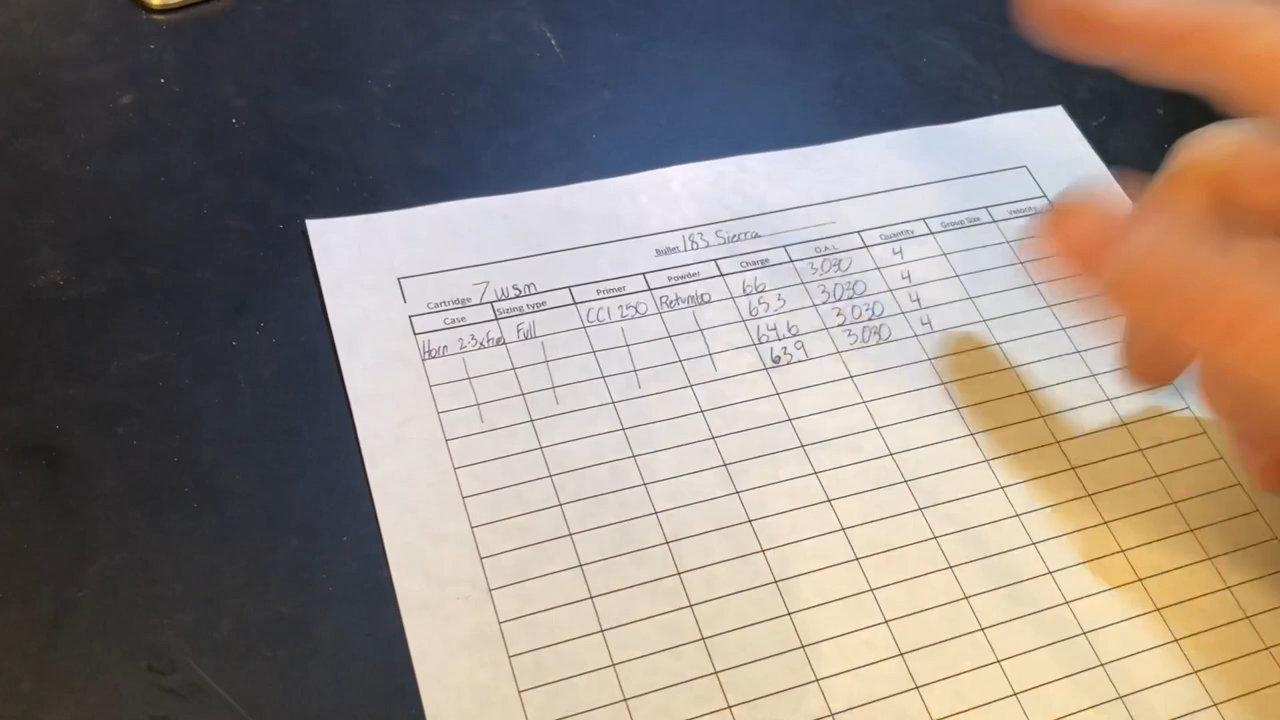 Cartridge 7 WSM Bullet 183 Sierra
Case Sizing type Primer Powder Charge O.A.L Quantity Group Size Velocity
Horn 2-3xFired Full CCI 250 Retumbo 66 3.030 4
65.3 3.030 4
64.6 3.030 4
63.9 3.030 4